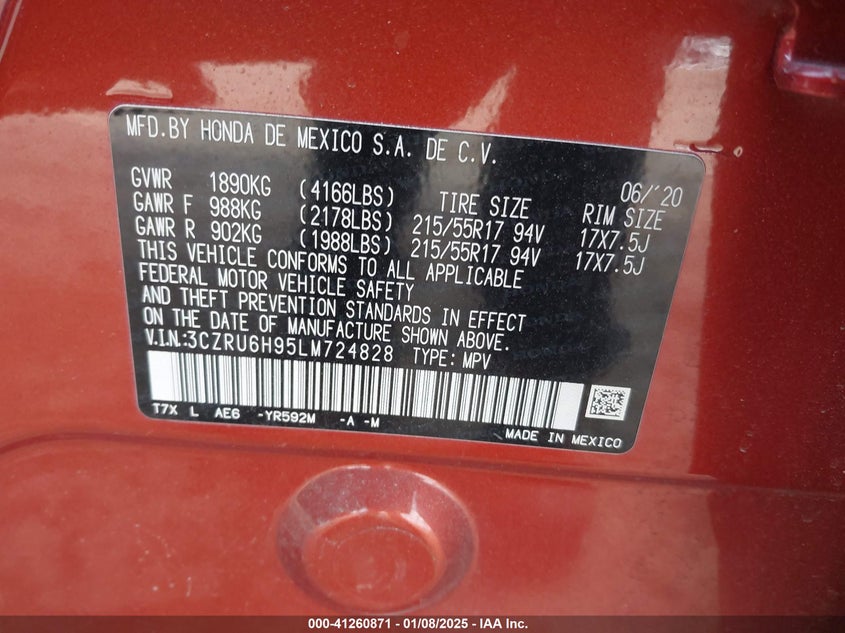 MFD.BY HONDA DE MEXICO S.A. DE C.V.
06/'20
GVWR 1890KG (4166LBS) TIRE SIZE RIM SIZE
GAWR F 988KG (2178LBS) 215/55R17 94V 17X7.5J
GAWR R 902KG (1988LBS) 215/55R17 94V 17X7.5J
THIS VEHICLE CONFORMS TO ALL APPLICABLE
FEDERAL MOTOR VEHICLE SAFETY
AND THEFT PREVENTION STANDARDS IN EFFECT
ON THE DATE OF MANUFACTURE SHOWN ABOVE.
V.I.N.:3CZRU6H95LM724828 TYPE: MPV
T7X L AE6 -YR592M -A -M
MADE IN MEXICO
000-41260871 - 01/08/2025 - IAA Inc.